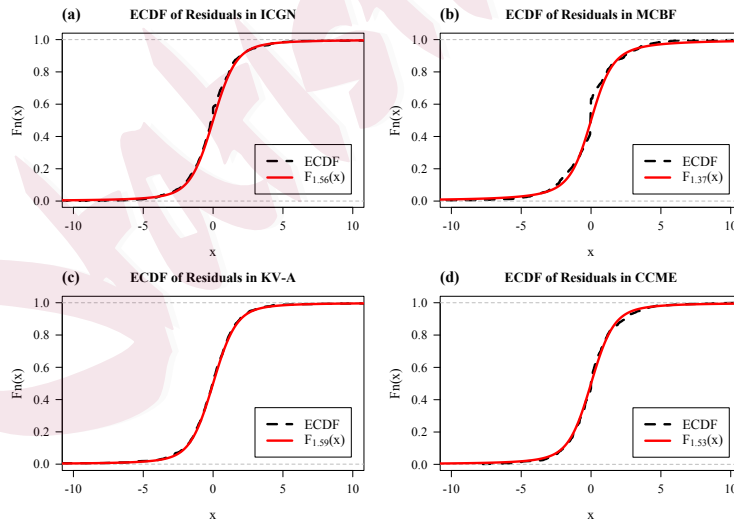 (a) ECDF of Residuals in ICGN
1.0
0.8
0.6
0.4
0.2
0.0
Fn(x)
ECDF
F1.56(x)
-10 -5 0 5 10
x
(b) ECDF of Residuals in MCBF
1.0
0.8
0.6
0.4
0.2
0.0
Fn(x)
ECDF
F1.37(x)
-10 -5 0 5 10
x
(c) ECDF of Residuals in KV-A
1.0
0.8
0.6
0.4
0.2
0.0
Fn(x)
ECDF
F1.59(x)
-10 -5 0 5 10
x
(d) ECDF of Residuals in CCME
1.0
0.8
0.6
0.4
0.2
0.0
Fn(x)
ECDF
F1.53(x)
-10 -5 0 5 10
x